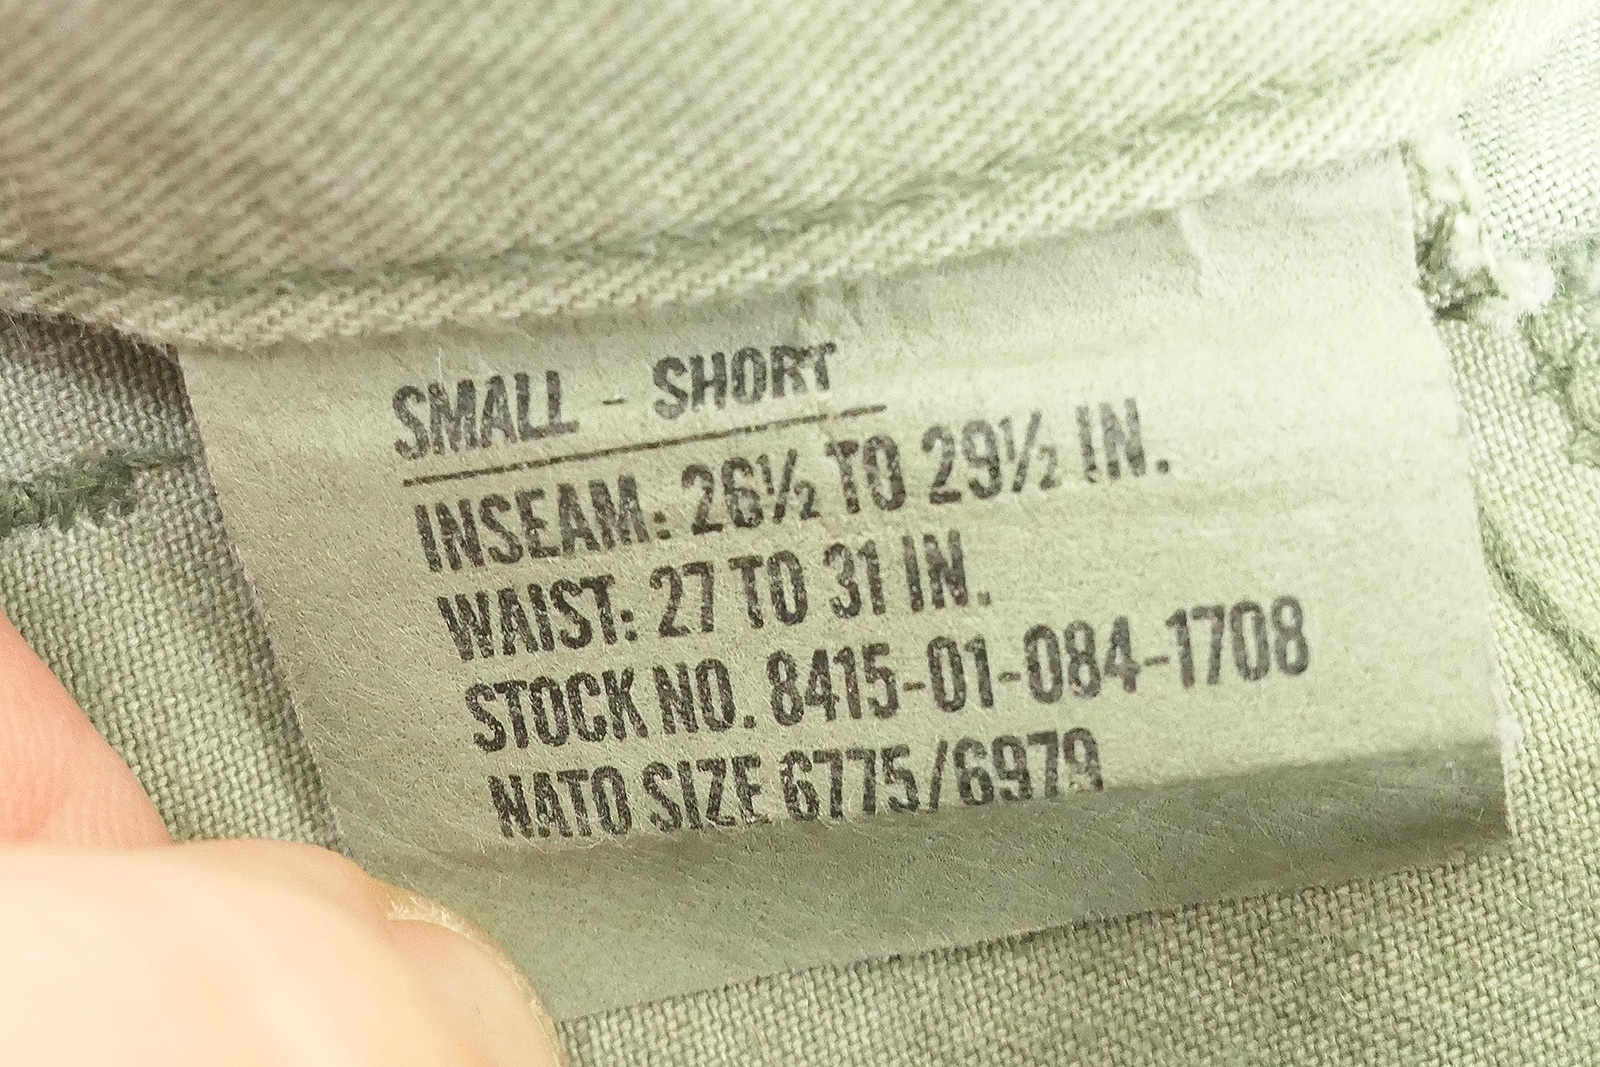 SMALL - SHORT
INSEAM: 26½ TO 29½ IN.
WAIST: 27 TO 31 IN.
STOCK NO. 8415-01-084-1708
NATO SIZE 6775/6979